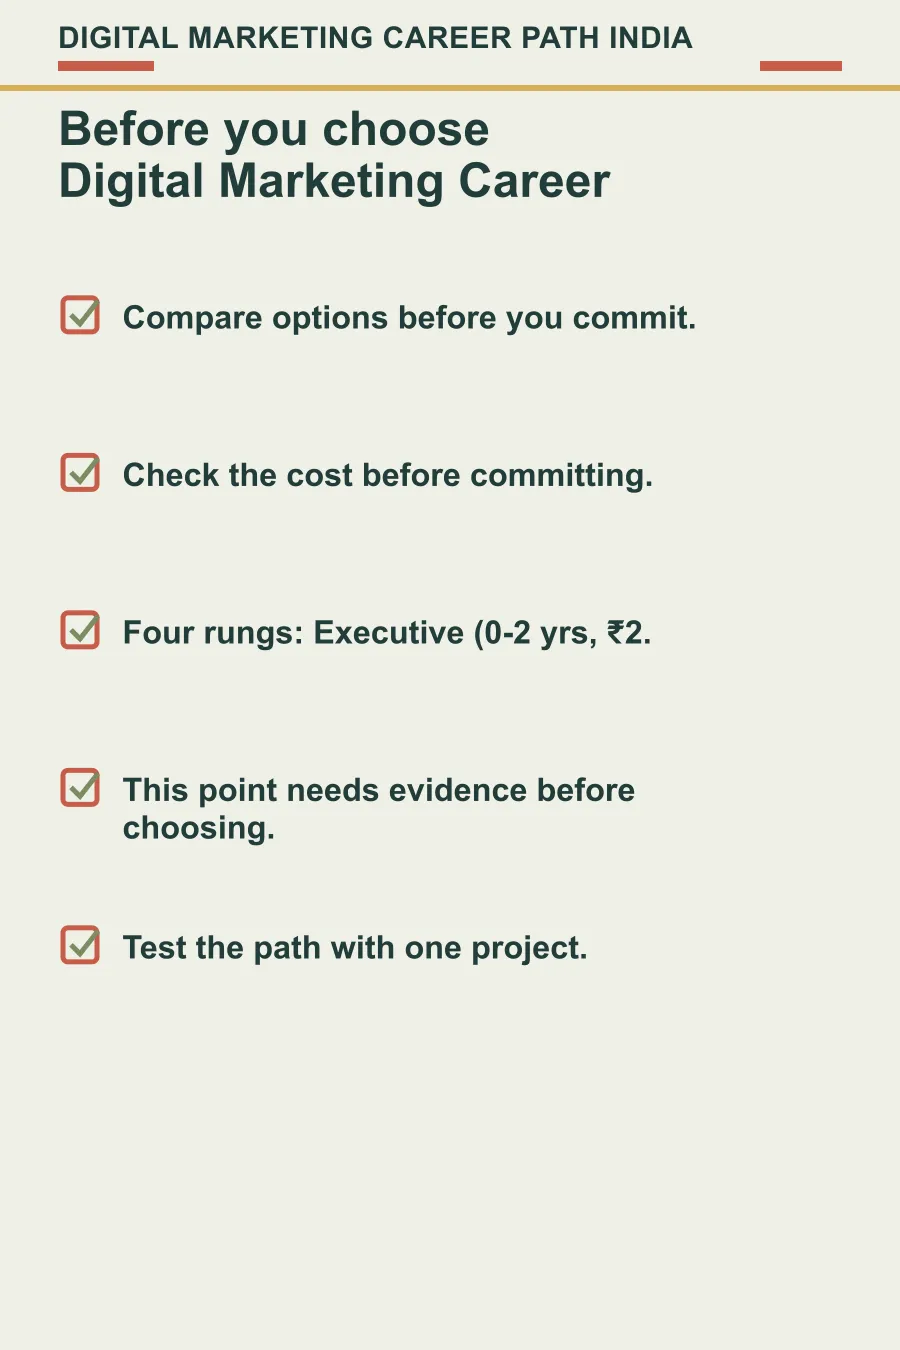 DIGITAL MARKETING CAREER PATH INDIA
Before you choose
Digital Marketing Career
Compare options before you commit.
Check the cost before committing.
Four rungs: Executive (0-2 yrs, ₹2.
This point needs evidence before
choosing.
Test the path with one project.